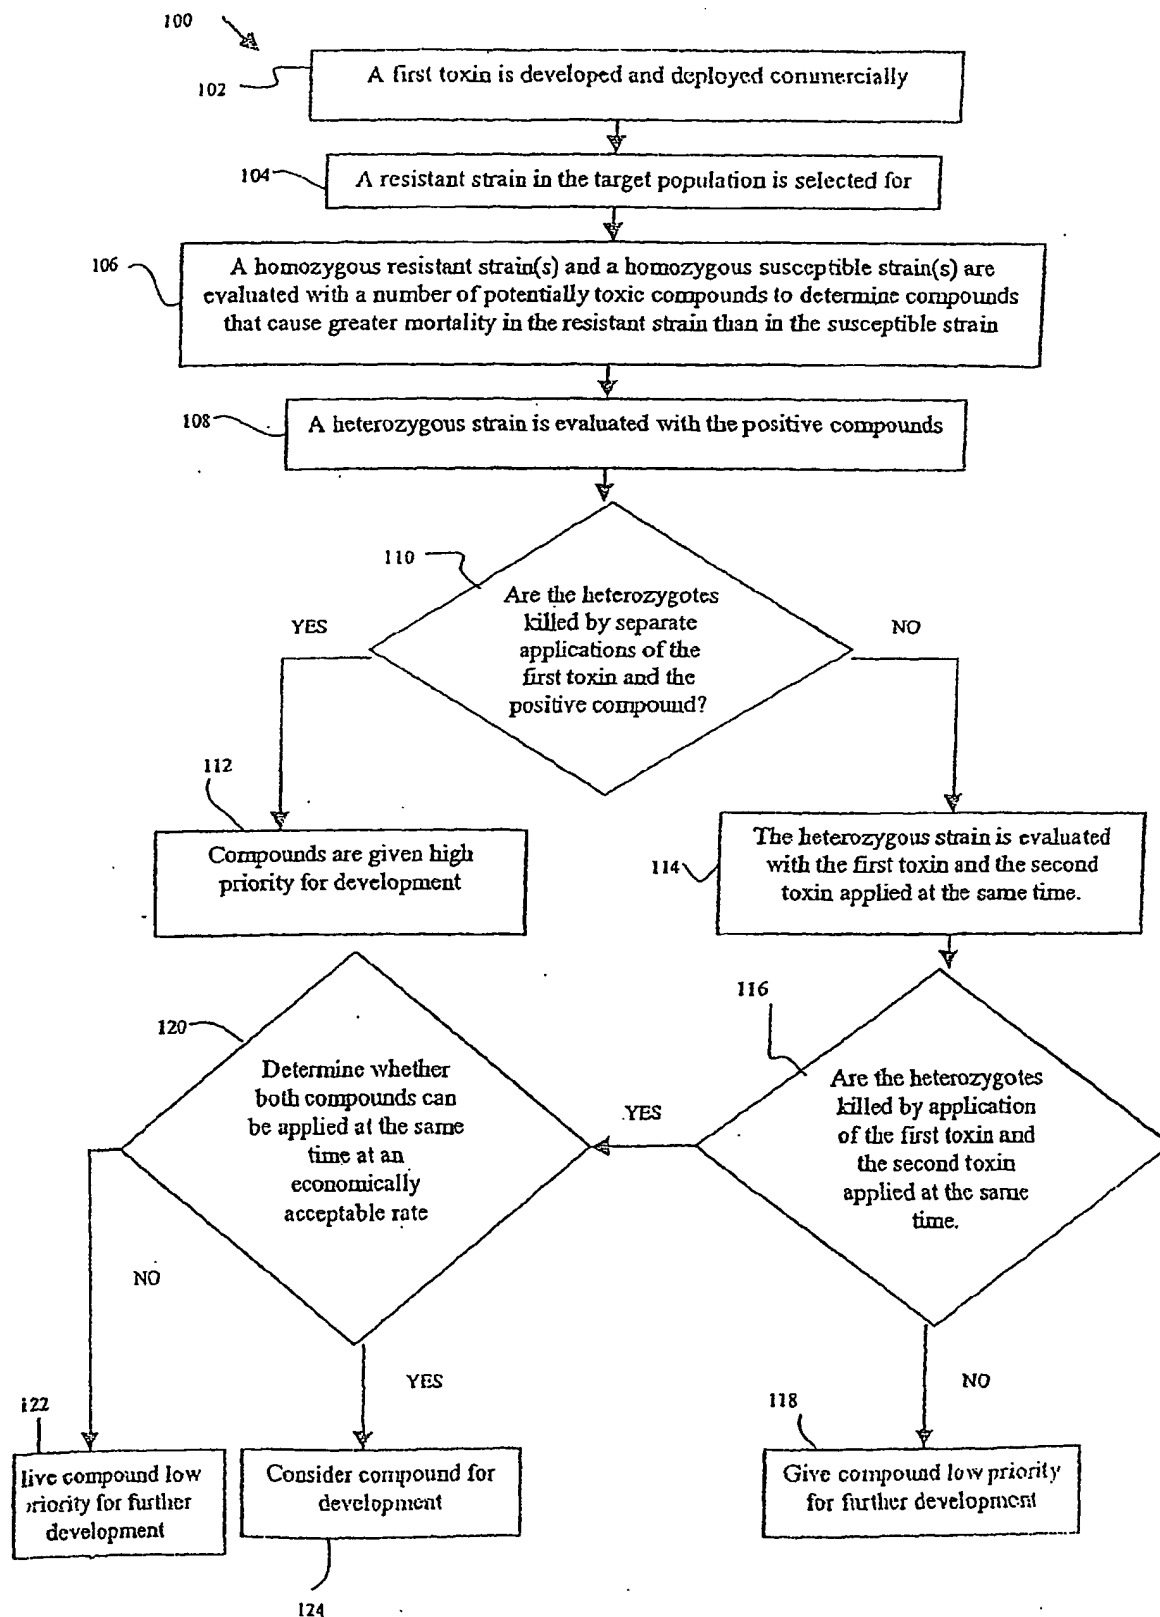 100
102
A first toxin is developed and deployed commercially
104
A resistant strain in the target population is selected for
106
A homozygous resistant strain(s) and a homozygous susceptible strain(s) are
evaluated with a number of potentially toxic compounds to determine compounds
that cause greater mortality in the resistant strain than in the susceptible strain
108
A heterozygous strain is evaluated with the positive compounds
110
Are the heterozygotes
killed by separate
applications of the
first toxin and the
positive compound?
YES
NO
112
Compounds are given high
priority for development
114
The heterozygous strain is evaluated
with the first toxin and the second
toxin applied at the same time.
116
Are the heterozygotes
killed by application
of the first toxin and
the second toxin
applied at the same
time.
YES
120
Determine whether
both compounds can
be applied at the same
time at an
economically
acceptable rate
NO
YES
NO
122
live compound low
riority for further
development
Consider compound for
development
124
118
Give compound low priority
for further development